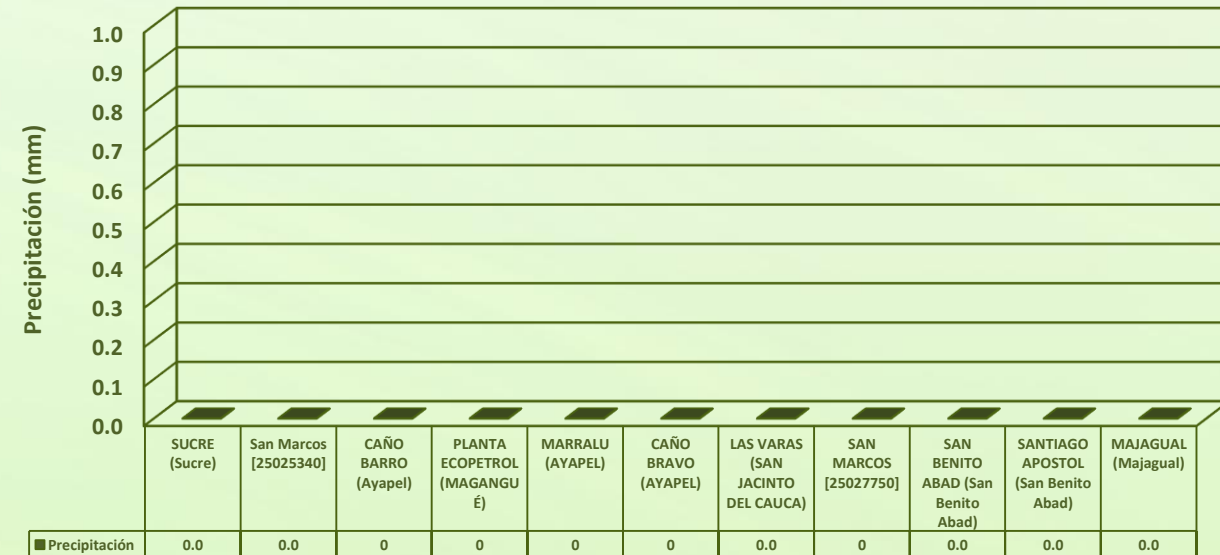 Precipitación (mm)
1.0
0.9
0.8
0.7
0.6
0.5
0.4
0.3
0.2
0.1
0.0
SUCRE
(Sucre)
San Marcos
[25025340]
CAÑO
BARRO
(Ayapel)
PLANTA
ECOPETROL
(MAGANGU
É)
MARRALU
(AYAPEL)
CAÑO
BRAVO
(AYAPEL)
LAS VARAS
(SAN
JACINTO
DEL CAUCA)
SAN
MARCOS
[25027750]
SAN
BENITO
ABAD (San
Benito
Abad)
SANTIAGO
APOSTOL
(San Benito
Abad)
MAJAGUAL
(Majagual)
Precipitación 0.0 0.0 0 0 0 0 0.0 0 0.0 0.0 0.0